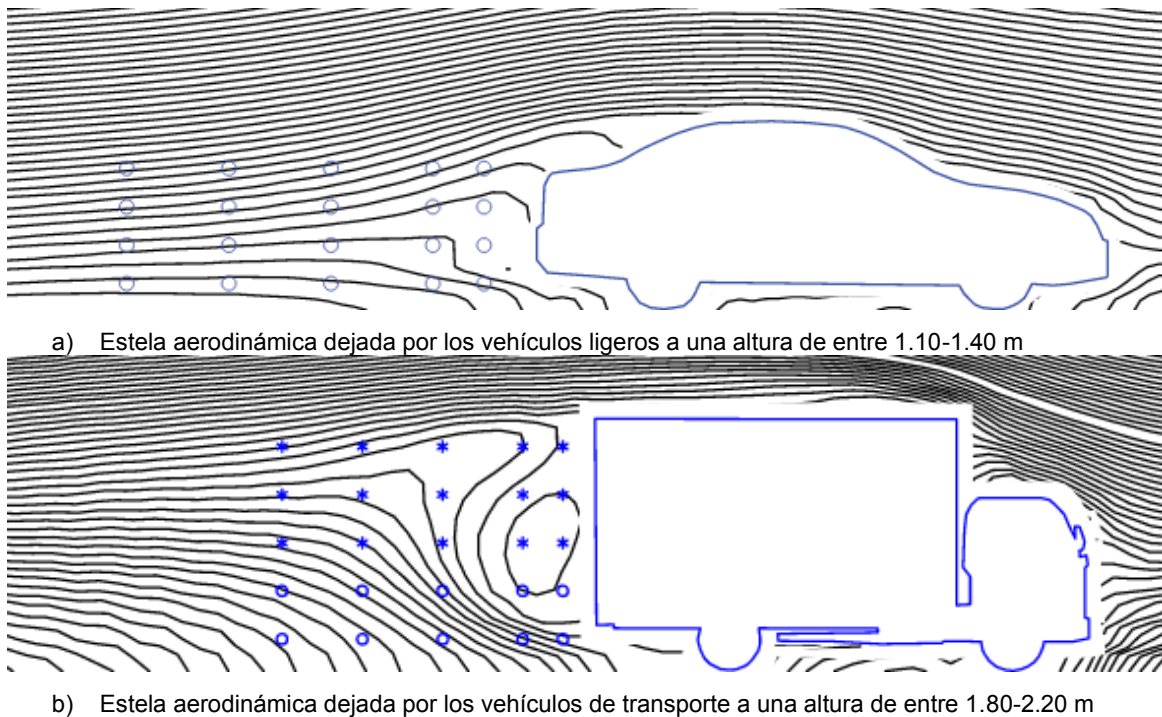 a) Estela aerodinámica dejada por los vehículos ligeros a una altura de entre 1.10-1.40 m
b) Estela aerodinámica dejada por los vehículos de transporte a una altura de entre 1.80-2.20 m